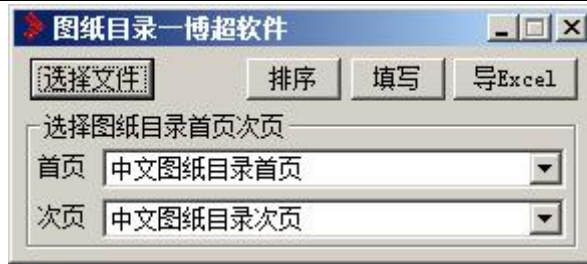 图纸目录—博超软件
选择文件 排序 填写 导Excel
选择图纸目录首页次页
首页 中文图纸目录首页
次页 中文图纸目录次页